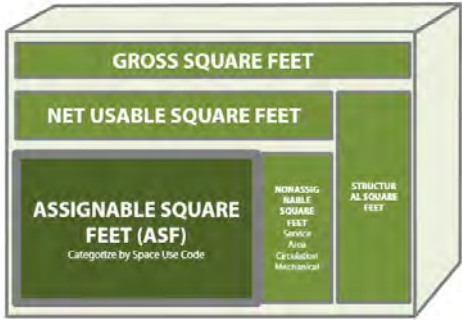 GROSS SQUARE FEET
NET USABLE SQUARE FEET
ASSIGNABLE SQUARE
FEET (ASF)
Categorize by Space Use Code
NONASSIG
NABLE
SQUARE
FEET
Service
Area
Circulation
Mechanical
STRUCTUR
AL SQUARE
FEET